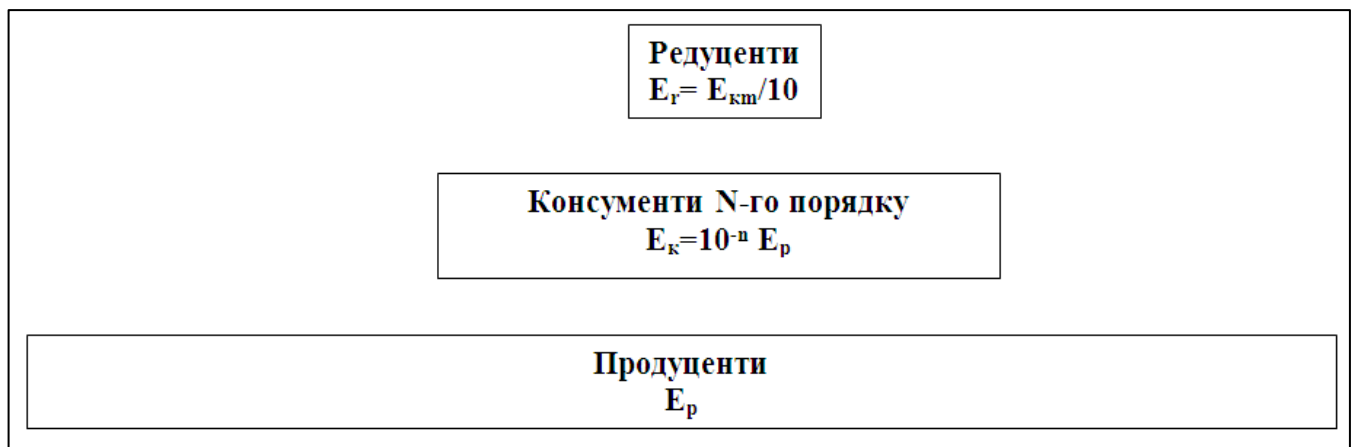 Редуценти
Eᵣ= Eкm/10
Консументи N-го порядку
Eк=10⁻ⁿ Eₚ
Продуценти
Eₚ